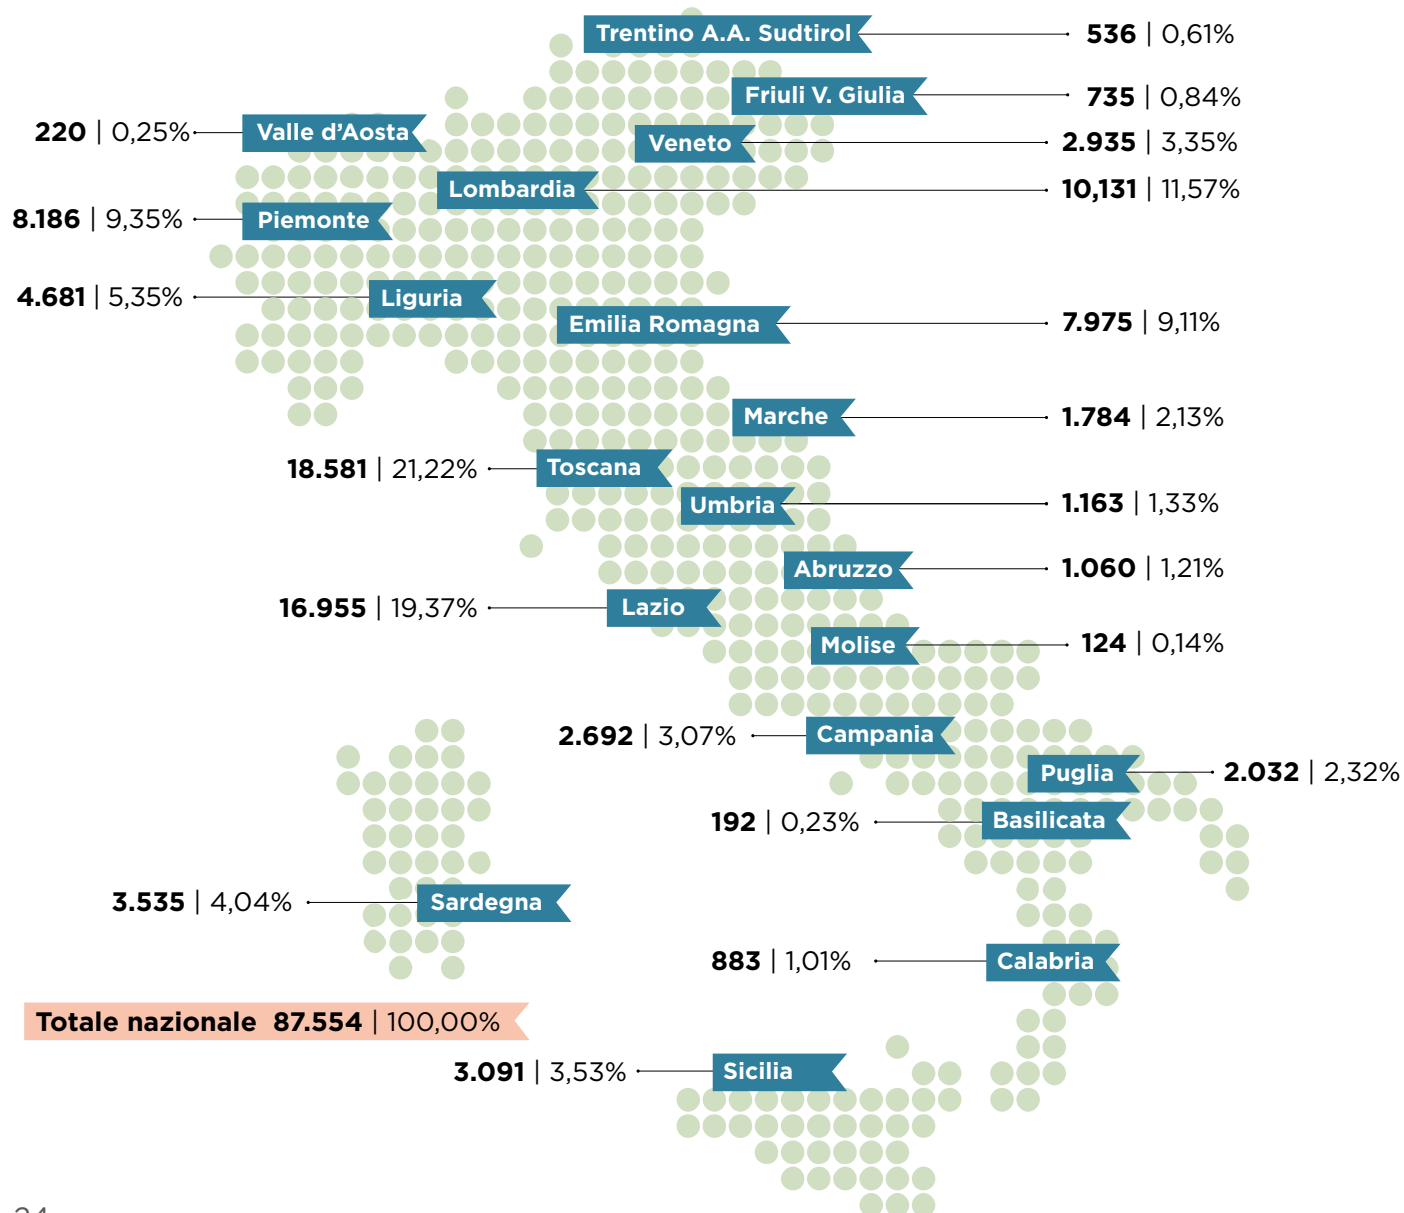 Trentino A.A. Sudtirol 536 | 0,61%
Friuli V. Giulia 735 | 0,84%
220 | 0,25% Valle d’Aosta
Veneto 2.935 | 3,35%
Lombardia 10,131 | 11,57%
8.186 | 9,35% Piemonte
4.681 | 5,35% Liguria
Emilia Romagna 7.975 | 9,11%
Marche 1.784 | 2,13%
18.581 | 21,22% Toscana
Umbria 1.163 | 1,33%
Abruzzo 1.060 | 1,21%
16.955 | 19,37% Lazio
Molise 124 | 0,14%
2.692 | 3,07% Campania
Puglia 2.032 | 2,32%
192 | 0,23% Basilicata
3.535 | 4,04% Sardegna
883 | 1,01% Calabria
Totale nazionale 87.554 | 100,00%
3.091 | 3,53% Sicilia